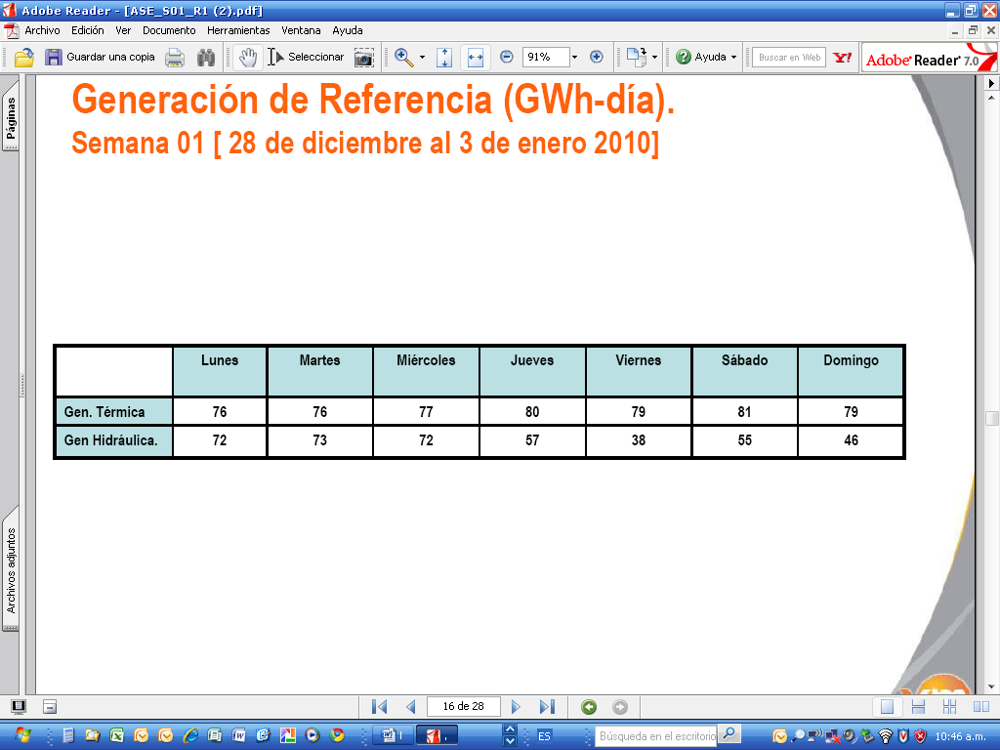 Adobe Reader - [ASE_S01_R1 (2).pdf]
Archivo Edición Ver Documento Herramientas Ventana Ayuda
Guardar una copia Seleccionar 91% Ayuda Buscar en Web Y! Adobe Reader 7.0
Páginas
Generación de Referencia (GWh-día).
Semana 01 [ 28 de diciembre al 3 de enero 2010]
Lunes Martes Miércoles Jueves Viernes Sábado Domingo
Gen. Térmica 76 76 77 80 79 81 79
Gen Hidráulica. 72 73 72 57 38 55 46
Archivos adjuntos
16 de 28
ES Búsqueda en el escritorio 10:46 a.m.